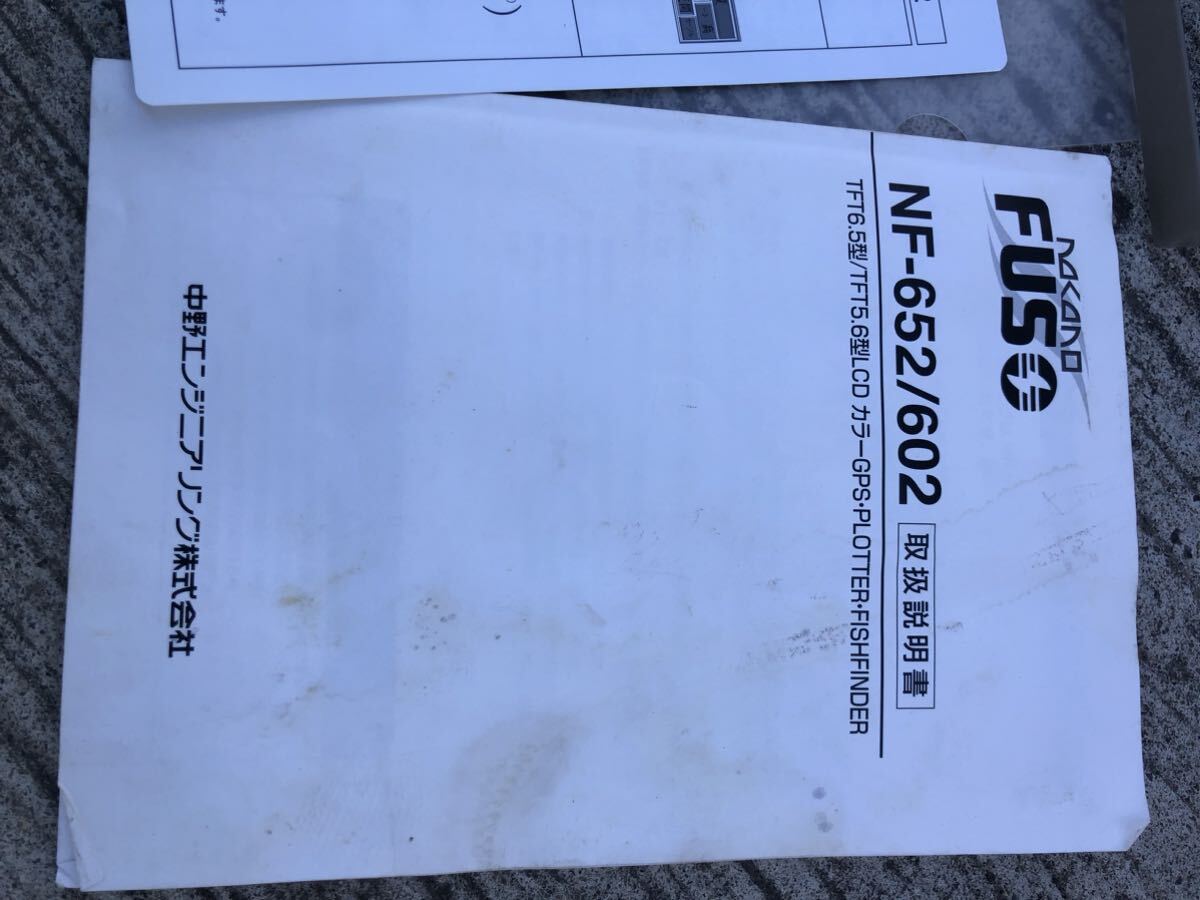 ます。
NAKANO
FUSO
NF-652/602 取扱説明書
TFT6.5型/TFT5.6型LCD カラーGPS・PLOTTER・FISHFINDER
中野エンジニアリング株式会社